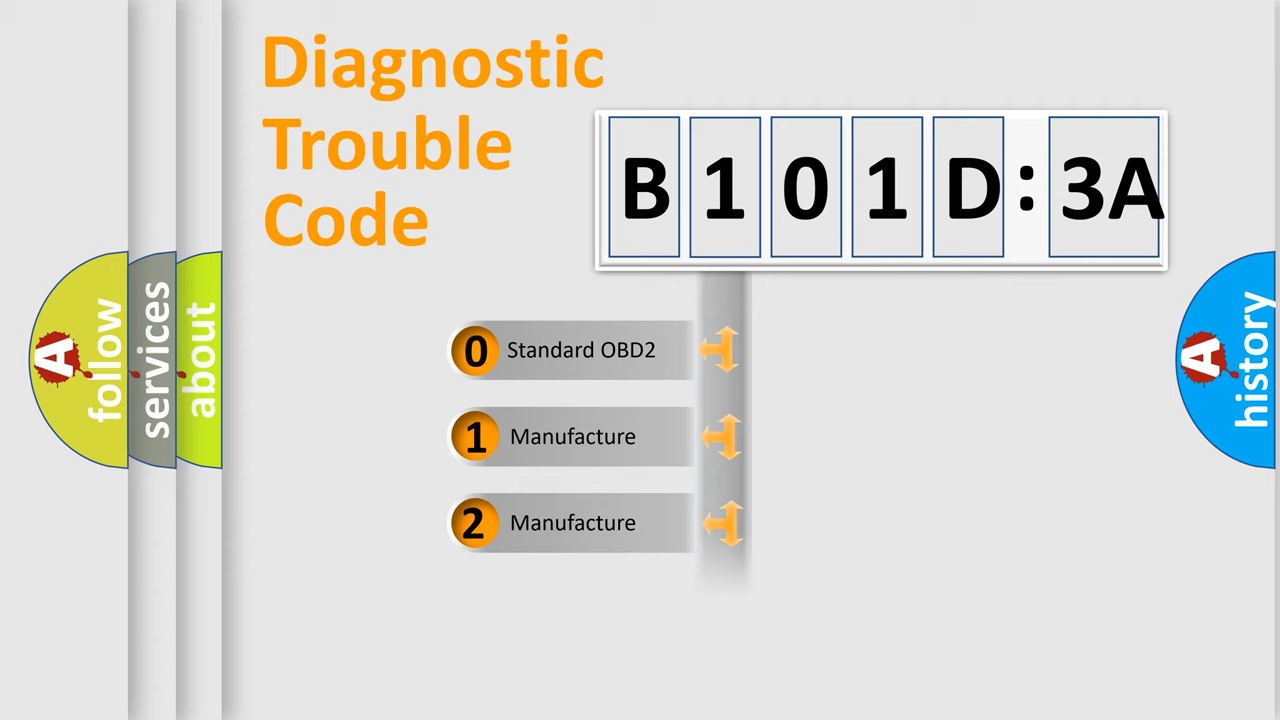 Diagnostic
Trouble
Code
B 1 0 1 D : 3A
0 Standard OBD2
1 Manufacture
2 Manufacture
A follow
services
about
A history